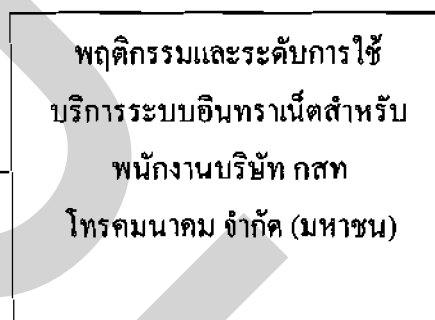 พฤติกรรมและระดับการใช้
บริการระบบอินทราเน็ตสำหรับ
พนักงานบริษัท กสท
โทรคมนาคม จำกัด (มหาชน)